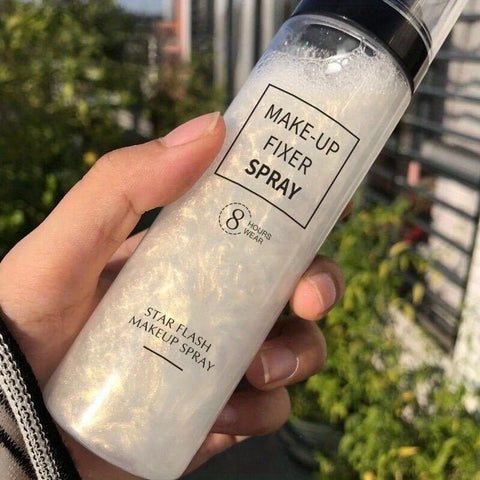 MAKE-UP
FIXER
SPRAY
8 HOURS
WEAR
STAR FLASH
MAKEUP SPRAY